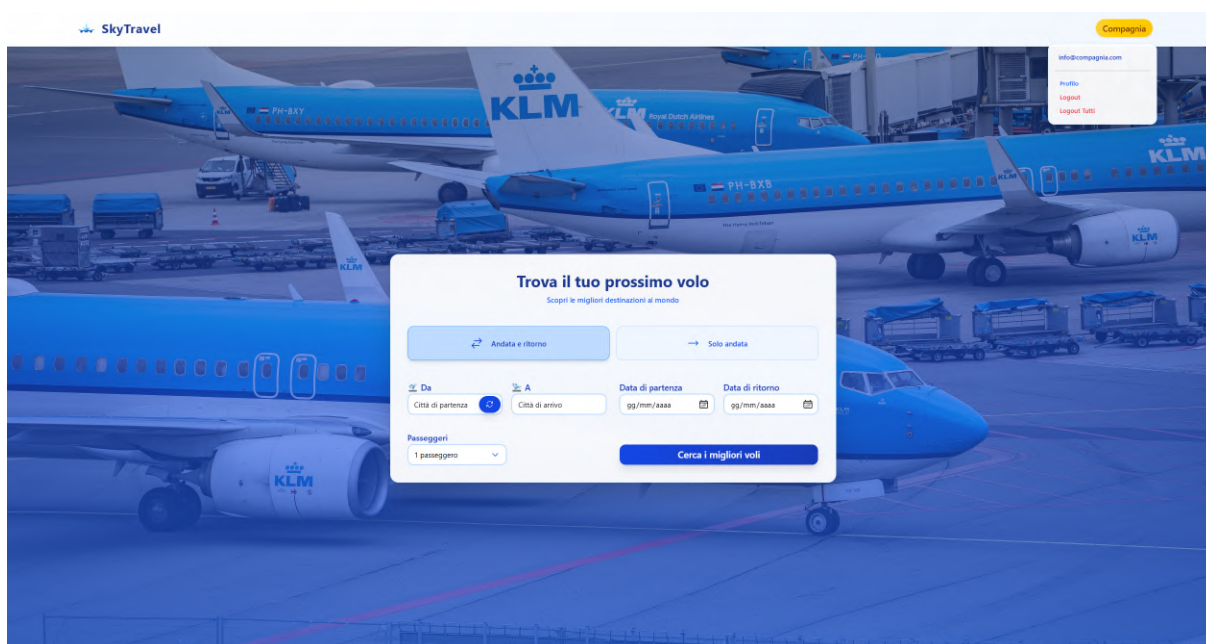 SkyTravel
Compagnia
info@compagnia.com
Profilo
Logout
Logout Tutti
PH-BXY
KLM
KLM Royal Dutch Airlines
PH-BXB
KLM
KLM
KLM
KLM
KLM
Trova il tuo prossimo volo
Scopri le migliori destinazioni al mondo
Andata e ritorno
Solo andata
Da
A
Data di partenza
Data di ritorno
Città di partenza
Città di arrivo
gg/mm/aaaa
gg/mm/aaaa
Passeggeri
1 passeggero
Cerca i migliori voli
KLM